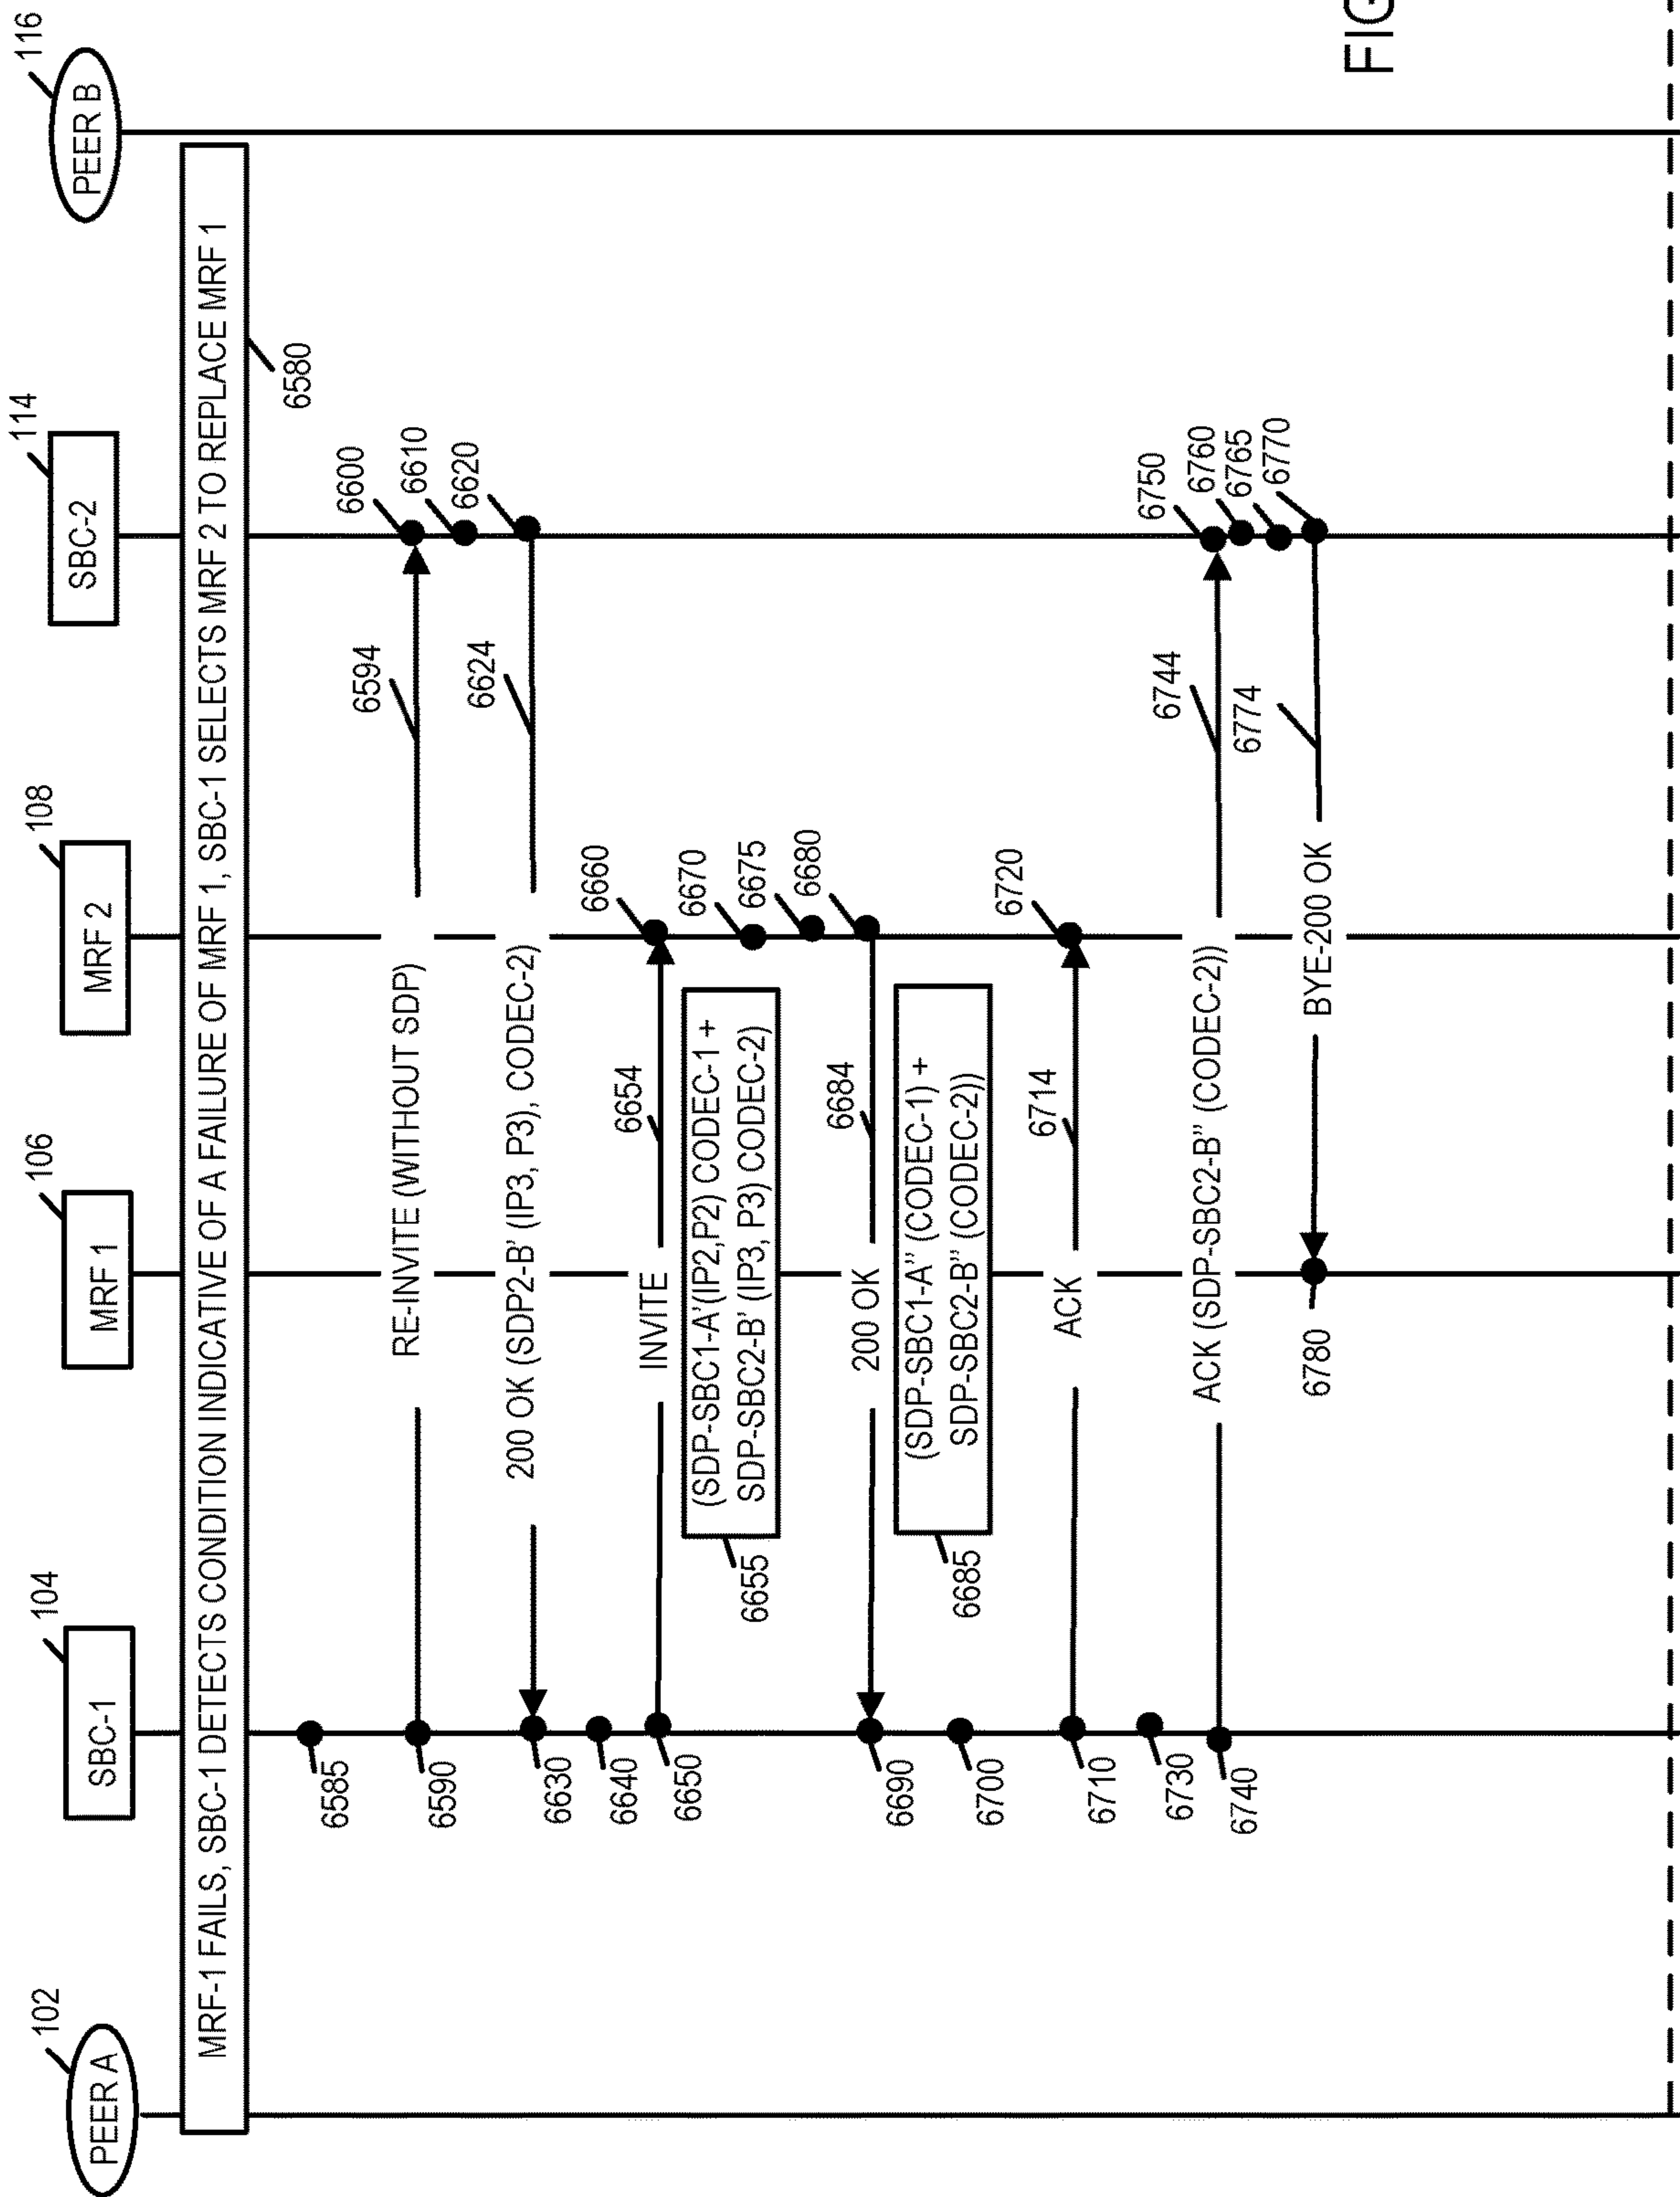 102
PEER A
104
SBC-1
106
MRF 1
108
MRF 2
114
SBC-2
116
PEER B
MRF-1 FAILS, SBC-1 DETECTS CONDITION INDICATIVE OF A FAILURE OF MRF 1, SBC-1 SELECTS MRF 2 TO REPLACE MRF 1
6580
6585
6590
RE-INVITE (WITHOUT SDP)
6594
6600
6610
6620
6624
200 OK (SDP2-B' (IP3, P3), CODEC-2)
6630
6640
6650
INVITE
6654
6660
6655
(SDP-SBC1-A'(IP2,P2) CODEC-1 +
SDP-SBC2-B' (IP3, P3) CODEC-2)
6670
6675
6680
6684
200 OK
6690
6685
(SDP-SBC1-A" (CODEC-1) +
SDP-SBC2-B" (CODEC-2))
6700
6710
ACK
6714
6720
6730
6740
ACK (SDP-SBC2-B" (CODEC-2))
6744
6750
6760
6765
6770
6774
BYE-200 OK
6780
FIG